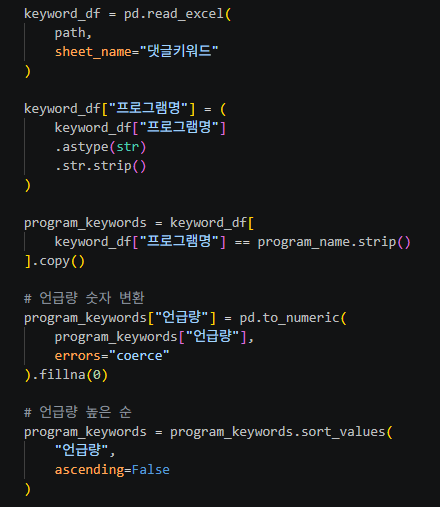 keyword_df = pd.read_excel(
    path,
    sheet_name="댓글키워드"
)

keyword_df["프로그램명"] = (
    keyword_df["프로그램명"]
    .astype(str)
    .str.strip()
)

program_keywords = keyword_df[
    keyword_df["프로그램명"] == program_name.strip()
].copy()

# 언급량 숫자 변환
program_keywords["언급량"] = pd.to_numeric(
    program_keywords["언급량"],
    errors="coerce"
).fillna(0)

# 언급량 높은 순
program_keywords = program_keywords.sort_values(
    "언급량",
    ascending=False
)